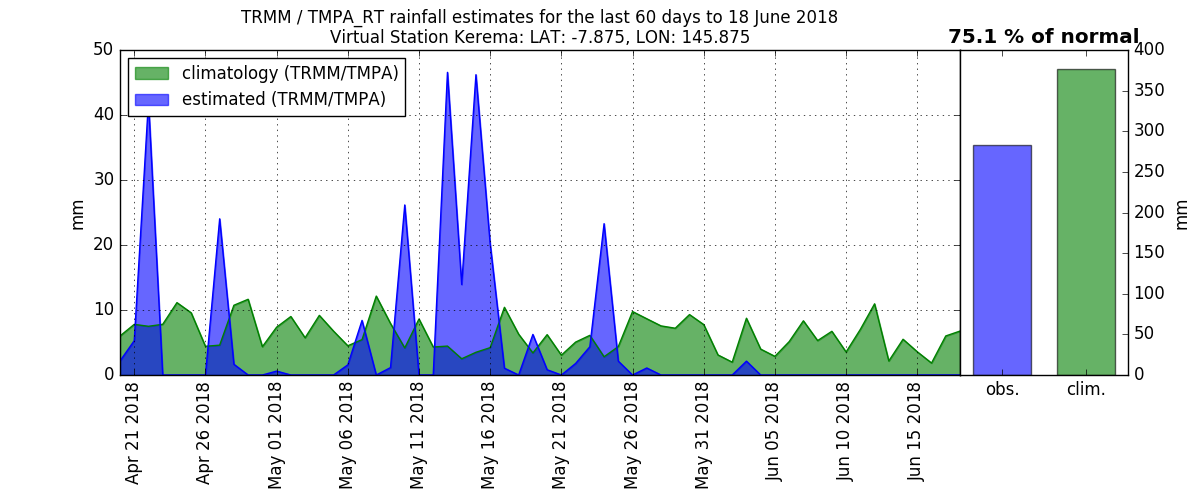 TRMM / TMPA_RT rainfall estimates for the last 60 days to 18 June 2018
Virtual Station Kerema: LAT: -7.875, LON: 145.875
75.1 % of normal
climatology (TRMM/TMPA)
estimated (TRMM/TMPA)
50
40
30
20
10
0
mm
Apr 21 2018
Apr 26 2018
May 01 2018
May 06 2018
May 11 2018
May 16 2018
May 21 2018
May 26 2018
May 31 2018
Jun 05 2018
Jun 10 2018
Jun 15 2018
400
350
300
250
200
150
100
50
0
mm
obs.
clim.